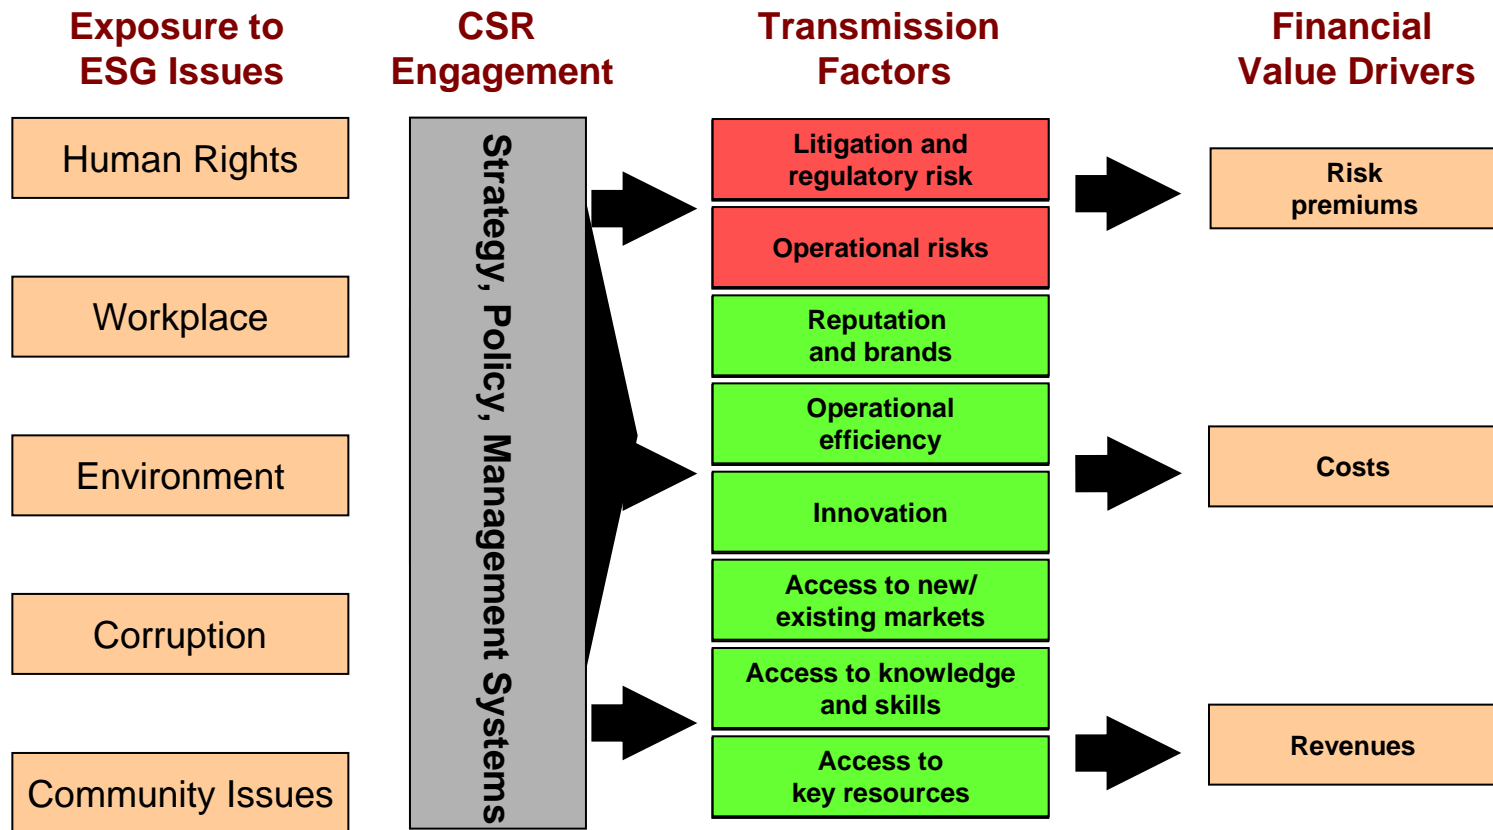 Exposure to
ESG Issues
CSR
Engagement
Transmission
Factors
Financial
Value Drivers
Human Rights
Workplace
Environment
Corruption
Community Issues
Strategy, Policy, Management Systems
Litigation and
regulatory risk
Operational risks
Reputation
and brands
Operational
efficiency
Innovation
Access to new/
existing markets
Access to knowledge
and skills
Access to
key resources
Risk
premiums
Costs
Revenues